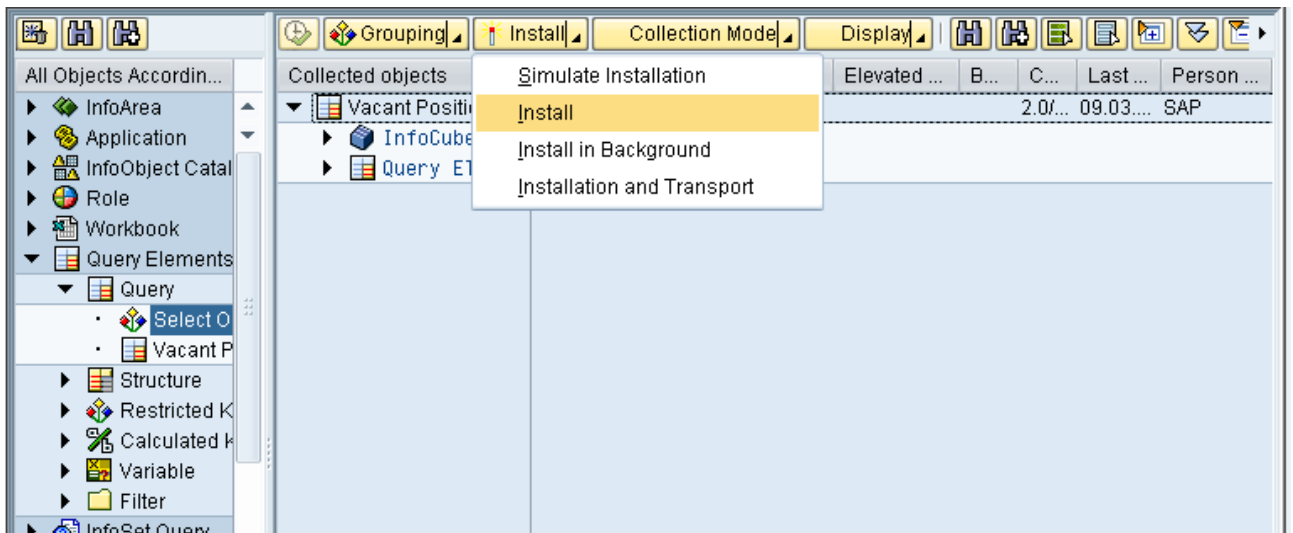 Grouping Install Collection Mode Display
All Objects Accordin... Collected objects Elevated ... B... C... Last ... Person ...
Simulate Installation
Install
Install in Background
Installation and Transport
InfoArea
Application
InfoObject Catal
Role
Workbook
Query Elements
Query
Select O
Vacant P
Structure
Restricted K
Calculated K
Variable
Filter
InfoSet Query
Vacant Positi 2.0/... 09.03.... SAP
InfoCube
Query El